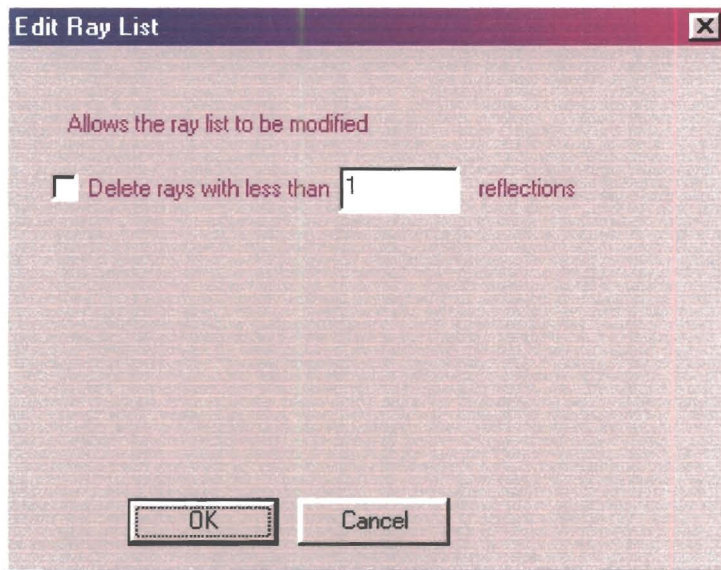 Edit Ray List
Allows the ray list to be modified
Delete rays with less than 1 reflections
OK Cancel